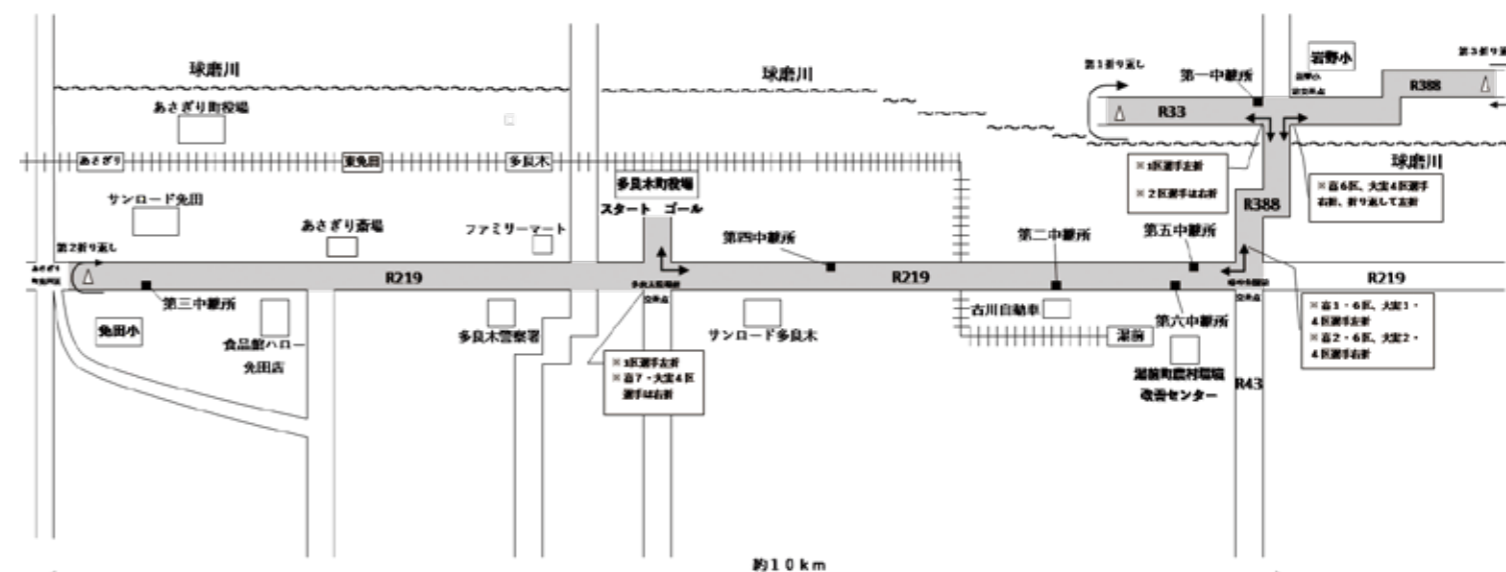 球磨川
球磨川
第1折り返し
第一中継所
岩野小
第3折り返
R388
R33
あさぎり町役場
球磨川
あさぎり
東免田
多良木
※1区選手左折
※2区選手は右折
※高6区、大実4区選手
右折、折り返して左折
多良木町役場
スタート ゴール
サンロード免田
あさぎり斎場
ファミリーマート
第四中継所
第二中継所
第五中継所
R388
第2折り返し
R219
R219
R219
第三中継所
免田小
食品館ハロー
免田店
多良木警察署
サンロード多良木
古川自動車
第六中継所
湯前
湯前町農村環境
改善センター
R43
※1区選手左折
※高7・大実4区
選手は右折
※高1・6区、大実1・
4区選手左折
※高2・6区、大実2・
4区選手右折
約10km